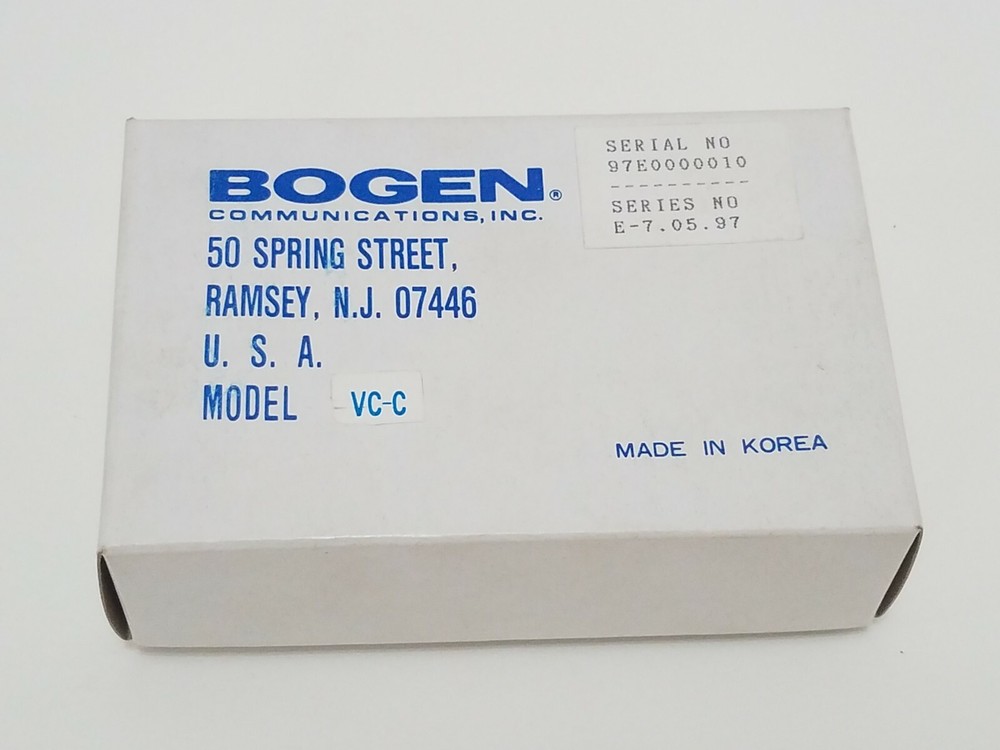 BOGEN®
COMMUNICATIONS, INC.
50 SPRING STREET,
RAMSEY, N.J. 07446
U. S. A.
MODEL VC-C
SERIAL NO
97E0000010
----------
SERIES NO
E-7.05.97
MADE IN KOREA